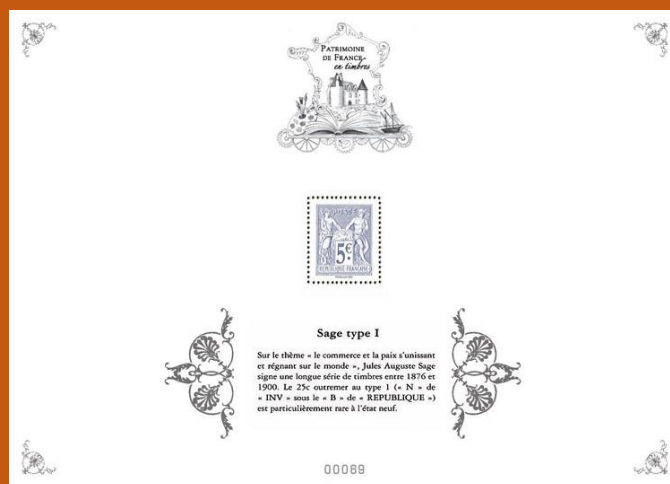 PATRIMOINE
DE FRANCE
en timbres
POSTE
5€
REPUBLIQUE FRANÇAISE
Sage type I
Sur le thème « le commerce et la paix s'unissant
et régnant sur le monde », Jules Auguste Sage
signe une longue série de timbres entre 1876 et
1900. Le 25c outremer au type 1 (« N » de
« INV » sous le « B » de « REPUBLIQUE »)
est particulièrement rare à l'état neuf.
00069